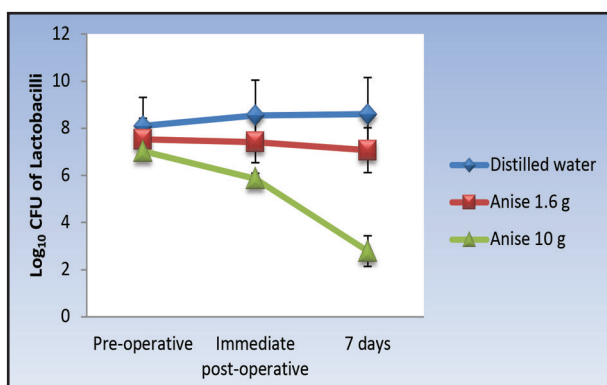 Log₁₀ CFU of Lactobacilli
12
10
8
6
4
2
0
Pre-operative
Immediate
post-operative
7 days
Distilled water
Anise 1.6 g
Anise 10 g